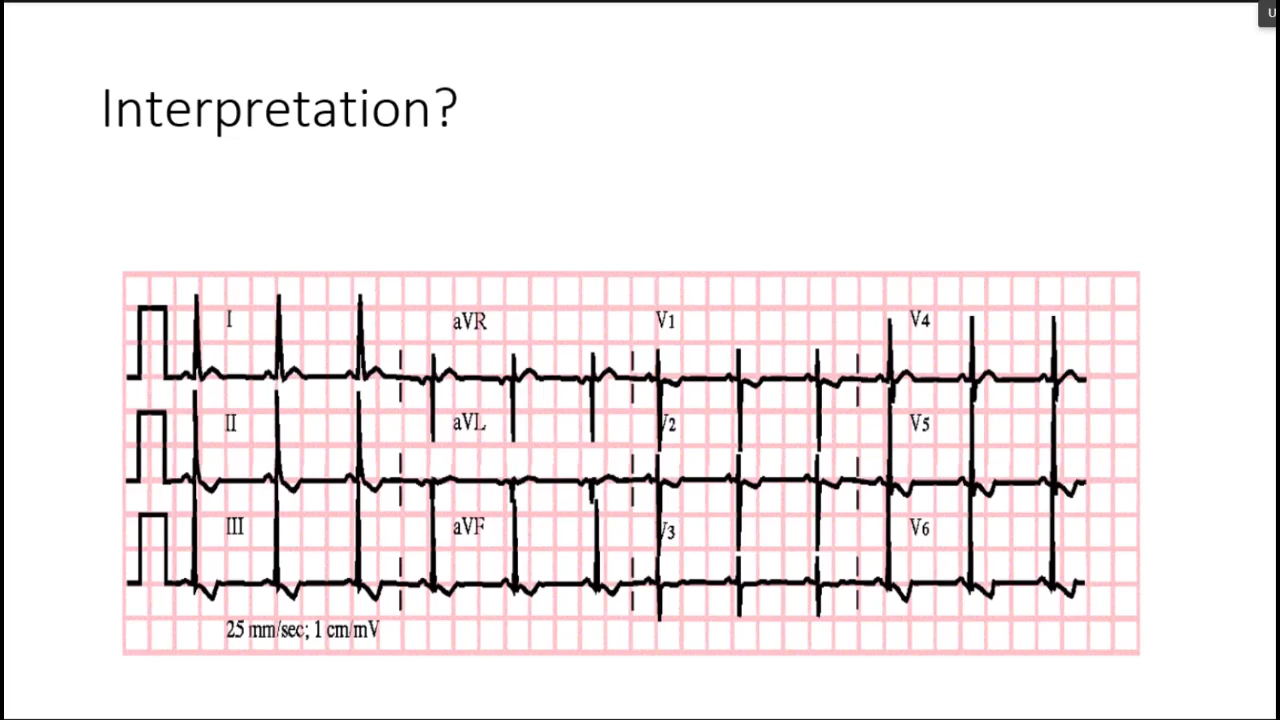 U
Interpretation?
I aVR V1 V4
II aVL V2 V5
III aVF V3 V6
25 mm/sec; 1 cm/mV